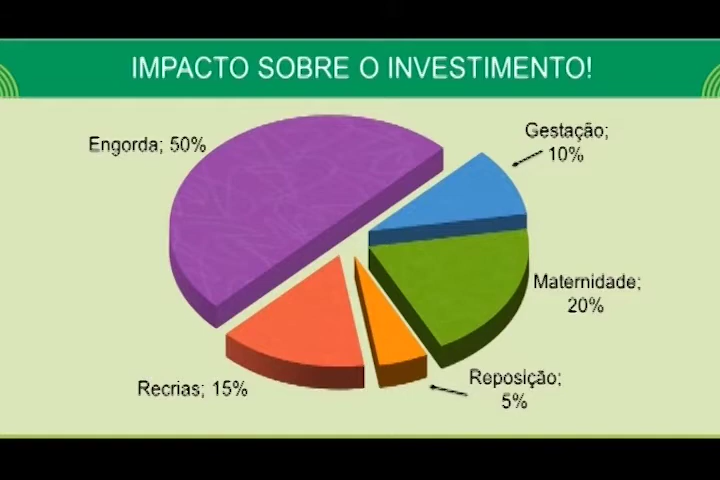 IMPACTO SOBRE O INVESTIMENTO!
Engorda; 50%
Gestação;
10%
Maternidade;
20%
Reposição;
5%
Recrias; 15%